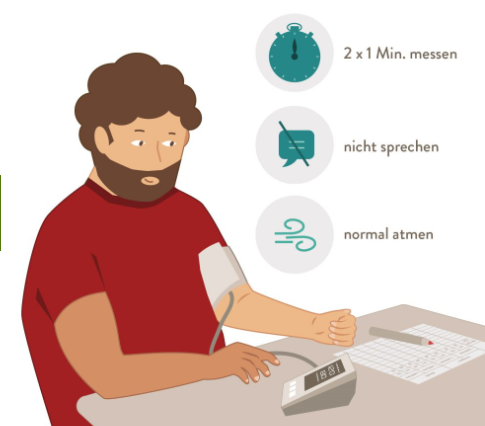 2 x 1 Min. messen
nicht sprechen
normal atmen